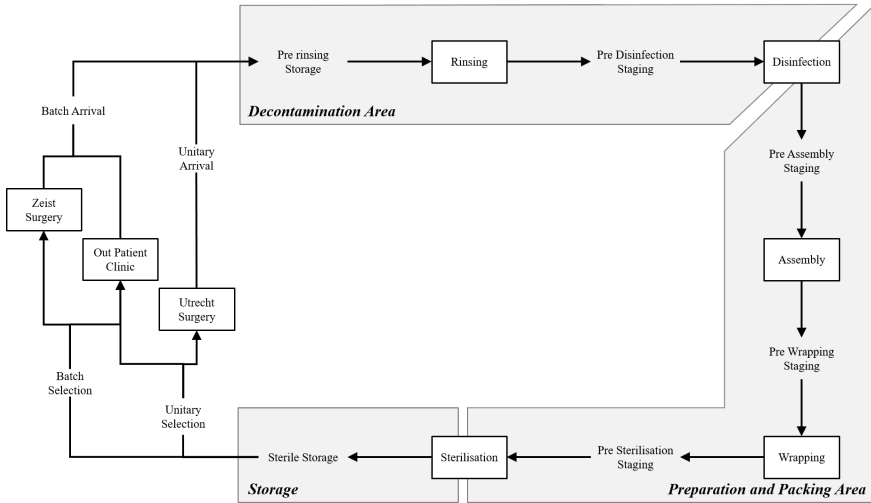 Pre rinsing
Storage
Rinsing
Pre Disinfection
Staging
Disinfection
Decontamination Area
Batch Arrival
Unitary
Arrival
Pre Assembly
Staging
Zeist
Surgery
Out Patient
Clinic
Assembly
Utrecht
Surgery
Pre Wrapping
Staging
Batch
Selection
Unitary
Selection
Sterile Storage
Sterilisation
Pre Sterilisation
Staging
Wrapping
Storage
Preparation and Packing Area